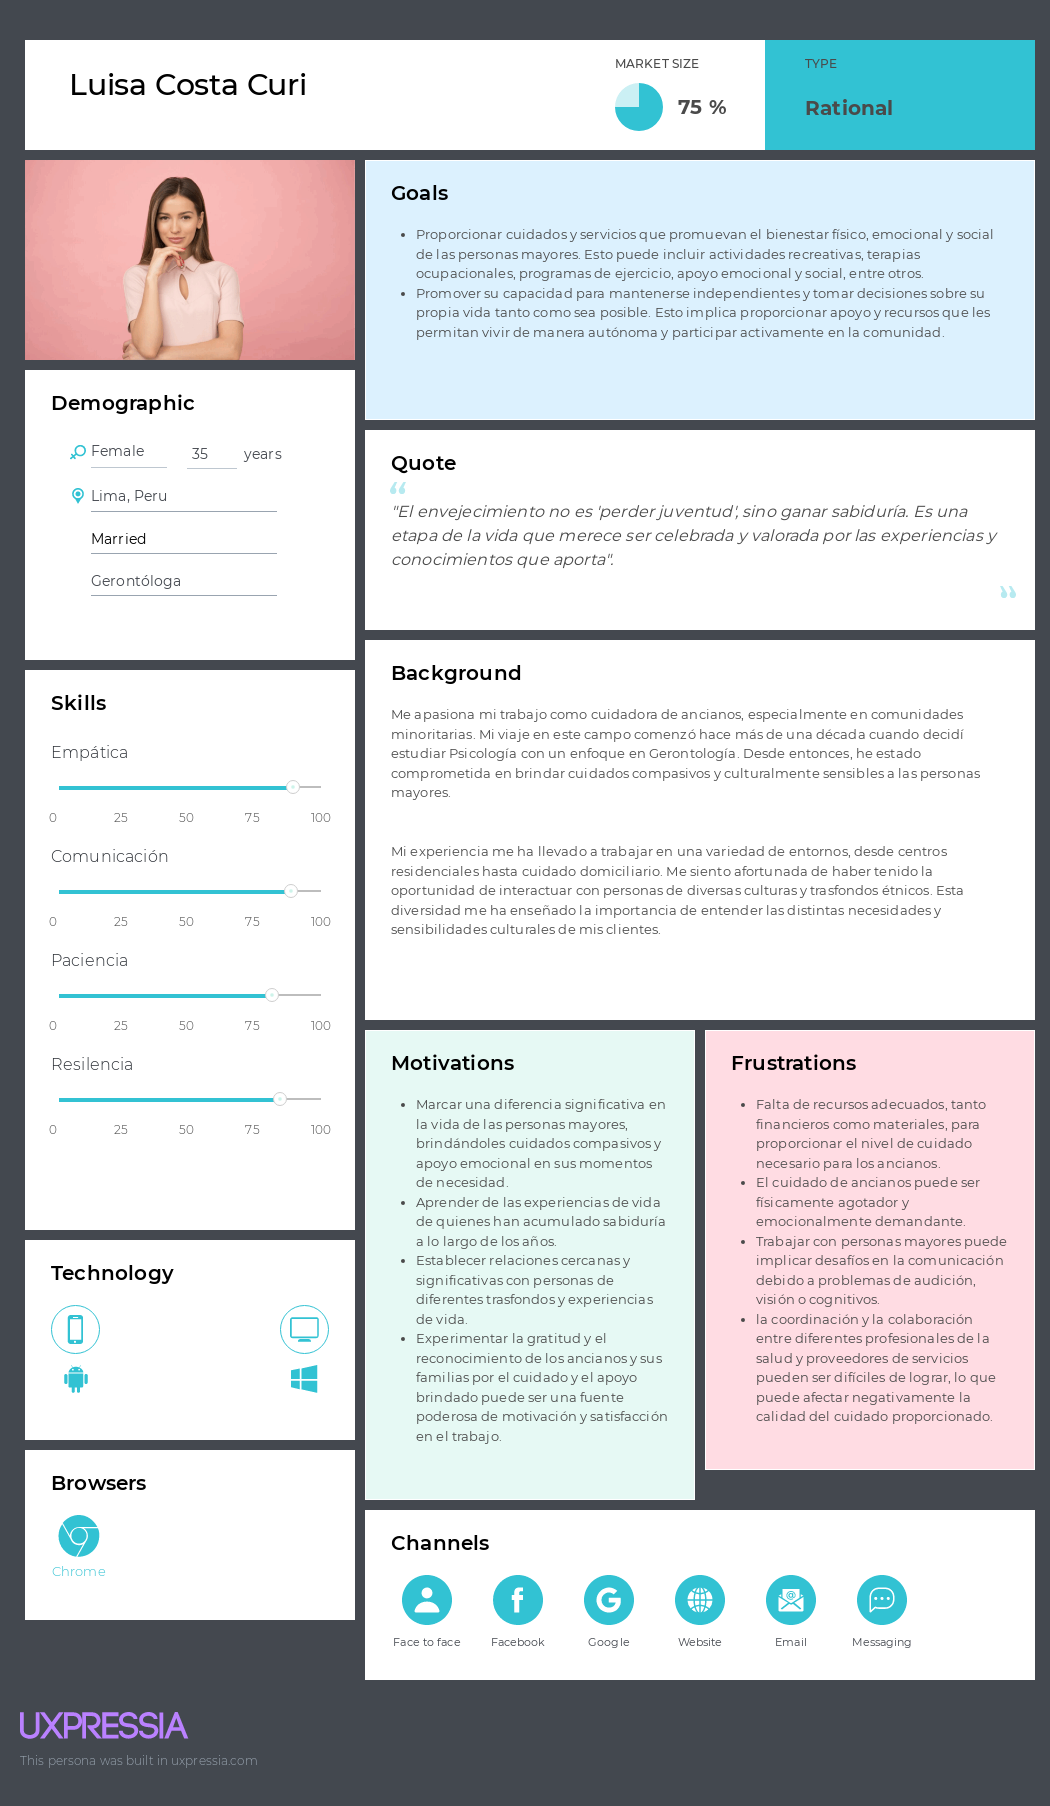 Luisa Costa Curi
MARKET SIZE
75 %
TYPE
Rational
Goals
Proporcionar cuidados y servicios que promuevan el bienestar físico, emocional y social
de las personas mayores. Esto puede incluir actividades recreativas, terapias
ocupacionales, programas de ejercicio, apoyo emocional y social, entre otros.
Promover su capacidad para mantenerse independientes y tomar decisiones sobre su
propia vida tanto como sea posible. Esto implica proporcionar apoyo y recursos que les
permitan vivir de manera autónoma y participar activamente en la comunidad.
Demographic
Female 35 years
Lima, Peru
Married
Gerontóloga
Quote
“
"El envejecimiento no es 'perder juventud', sino ganar sabiduría. Es una
etapa de la vida que merece ser celebrada y valorada por las experiencias y
conocimientos que aporta".
”
Skills
Empática
0 25 50 75 100
Comunicación
0 25 50 75 100
Paciencia
0 25 50 75 100
Resilencia
0 25 50 75 100
Background
Me apasiona mi trabajo como cuidadora de ancianos, especialmente en comunidades
minoritarias. Mi viaje en este campo comenzó hace más de una década cuando decidí
estudiar Psicología con un enfoque en Gerontología. Desde entonces, he estado
comprometida en brindar cuidados compasivos y culturalmente sensibles a las personas
mayores.
Mi experiencia me ha llevado a trabajar en una variedad de entornos, desde centros
residenciales hasta cuidado domiciliario. Me siento afortunada de haber tenido la
oportunidad de interactuar con personas de diversas culturas y trasfondos étnicos. Esta
diversidad me ha enseñado la importancia de entender las distintas necesidades y
sensibilidades culturales de mis clientes.
Motivations
Marcar una diferencia significativa en
la vida de las personas mayores,
brindándoles cuidados compasivos y
apoyo emocional en sus momentos
de necesidad.
Aprender de las experiencias de vida
de quienes han acumulado sabiduría
a lo largo de los años.
Establecer relaciones cercanas y
significativas con personas de
diferentes trasfondos y experiencias
de vida.
Experimentar la gratitud y el
reconocimiento de los ancianos y sus
familias por el cuidado y el apoyo
brindado puede ser una fuente
poderosa de motivación y satisfacción
en el trabajo.
Frustrations
Falta de recursos adecuados, tanto
financieros como materiales, para
proporcionar el nivel de cuidado
necesario para los ancianos.
El cuidado de ancianos puede ser
físicamente agotador y
emocionalmente demandante.
Trabajar con personas mayores puede
implicar desafíos en la comunicación
debido a problemas de audición,
visión o cognitivos.
la coordinación y la colaboración
entre diferentes profesionales de la
salud y proveedores de servicios
pueden ser difíciles de lograr, lo que
puede afectar negativamente la
calidad del cuidado proporcionado.
Technology
Browsers
Chrome
Channels
Face to face
Facebook
Google
Website
Email
Messaging
UXPRESSIA
This persona was built in uxpressia.com